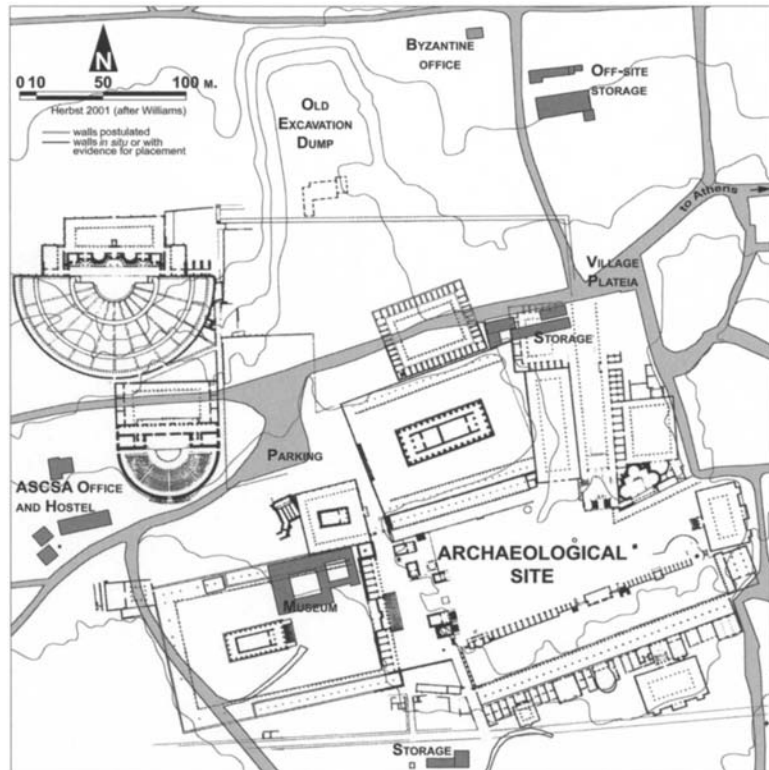 N
0 10 50 100 M.
Herbst 2001 (after Williams)
walls postulated
walls in situ or with
evidence for placement
BYZANTINE
OFFICE
OFF-SITE
STORAGE
OLD
EXCAVATION
DUMP
to Athens
VILLAGE
PLATEIA
STORAGE
PARKING
ASCSA OFFICE
AND HOSTEL
ARCHAEOLOGICAL
SITE
MUSEUM
STORAGE